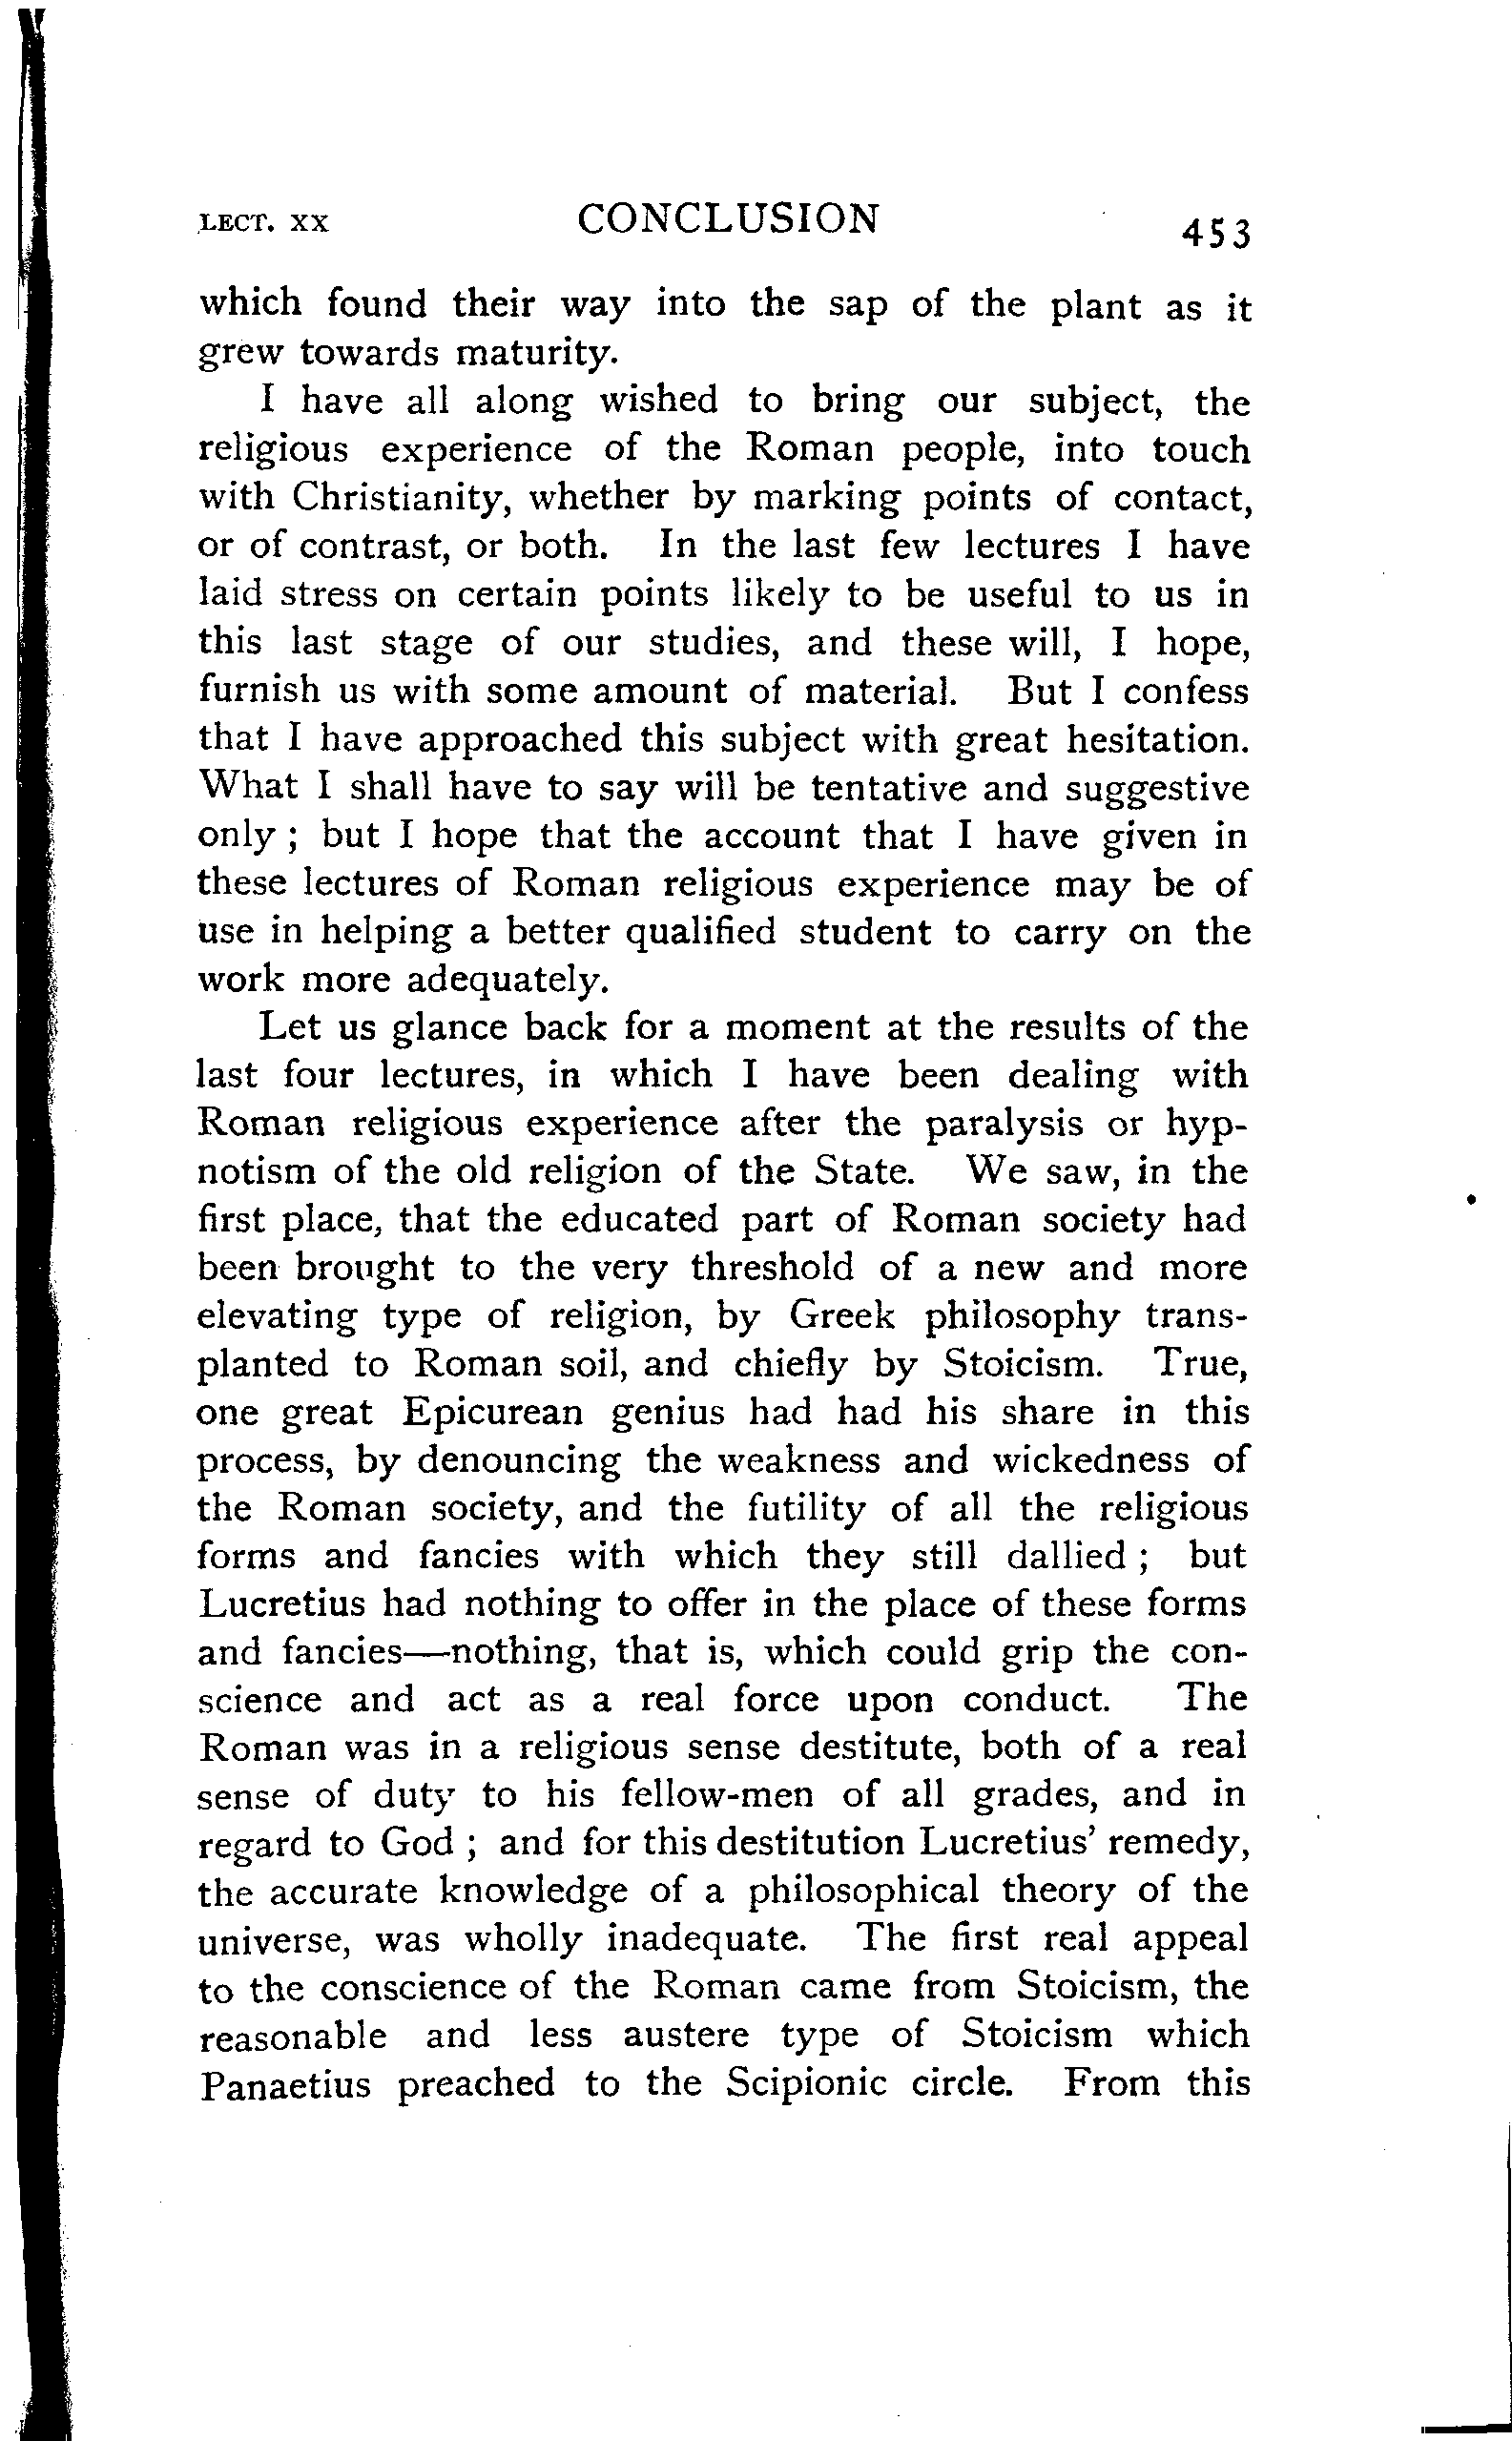 LECT. XX CONCLUSION 453
which found their way into the sap of the plant as it
grew towards maturity.
I have all along wished to bring our subject, the
religious experience of the Roman people, into touch
with Christianity, whether by marking points of contact,
or of contrast, or both. In the last few lectures I have
laid stress on certain points likely to be useful to us in
this last stage of our studies, and these will, I hope,
furnish us with some amount of material. But I confess
that I have approached this subject with great hesitation.
What I shall have to say will be tentative and suggestive
only ; but I hope that the account that I have given in
these lectures of Roman religious experience may be of
use in helping a better qualified student to carry on the
work more adequately.
Let us glance back for a moment at the results of the
last four lectures, in which I have been dealing with
Roman religious experience after the paralysis or hyp-
notism of the old religion of the State. We saw, in the
first place, that the educated part of Roman society had
been brought to the very threshold of a new and more
elevating type of religion, by Greek philosophy trans-
planted to Roman soil, and chiefly by Stoicism. True,
one great Epicurean genius had had his share in this
process, by denouncing the weakness and wickedness of
the Roman society, and the futility of all the religious
forms and fancies with which they still dallied ; but
Lucretius had nothing to offer in the place of these forms
and fancies—nothing, that is, which could grip the con-
science and act as a real force upon conduct. The
Roman was in a religious sense destitute, both of a real
sense of duty to his fellow-men of all grades, and in
regard to God ; and for this destitution Lucretius' remedy,
the accurate knowledge of a philosophical theory of the
universe, was wholly inadequate. The first real appeal
to the conscience of the Roman came from Stoicism, the
reasonable and less austere type of Stoicism which
Panaetius preached to the Scipionic circle. From this